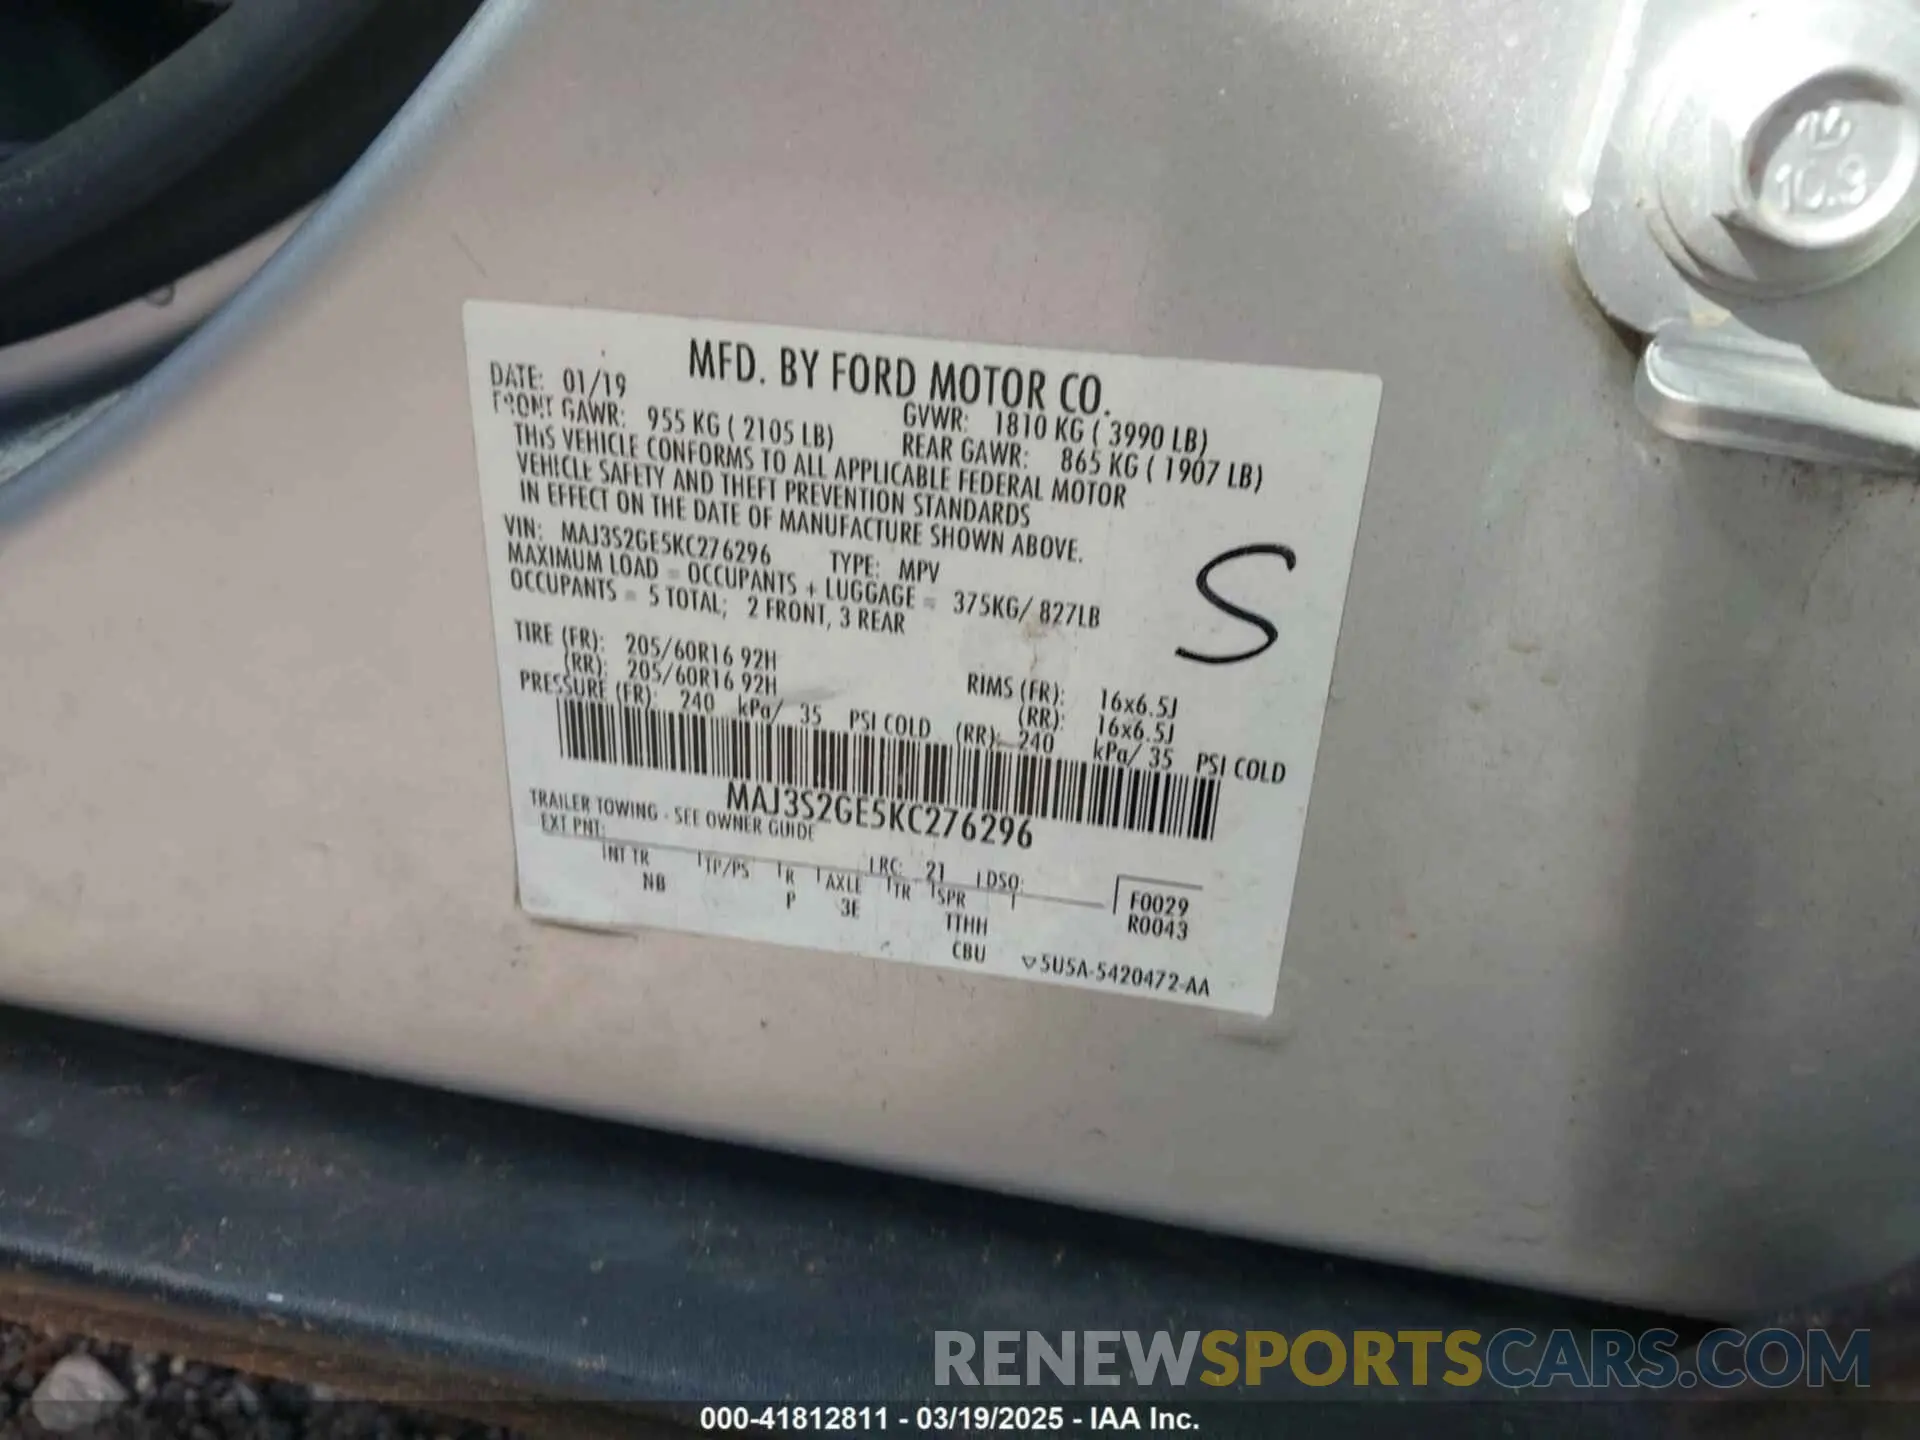 10
10.9
MFD. BY FORD MOTOR CO.
DATE: 01/19
GVWR: 1810 KG ( 3990 LB)
FRONT GAWR: 955 KG ( 2105 LB)
REAR GAWR: 865 KG ( 1907 LB)
THIS VEHICLE CONFORMS TO ALL APPLICABLE FEDERAL MOTOR
VEHICLE SAFETY AND THEFT PREVENTION STANDARDS
IN EFFECT ON THE DATE OF MANUFACTURE SHOWN ABOVE.
VIN: MAJ3S2GE5KC276296 TYPE: MPV
MAXIMUM LOAD = OCCUPANTS + LUGGAGE = 375KG/ 827LB
OCCUPANTS = 5 TOTAL; 2 FRONT, 3 REAR
S
TIRE (FR): 205/60R16 92H RIMS (FR): 16x6.5J
(RR): 205/60R16 92H (RR): 16x6.5J
PRESSURE (FR): 240 kPa/ 35 PSI COLD (RR): 240 kPa/ 35 PSI COLD
MAJ3S2GE5KC276296
TRAILER TOWING - SEE OWNER GUIDE
EXT PNT: RC: 21 DSO:
INT TR TP/PS R AXLE TR SPR F0029
NB P 3E TTHH R0043
CBU 5U5A-5420472-AA
RENEWSPORTSCARS.COM
000-41812811 - 03/19/2025 - IAA Inc.